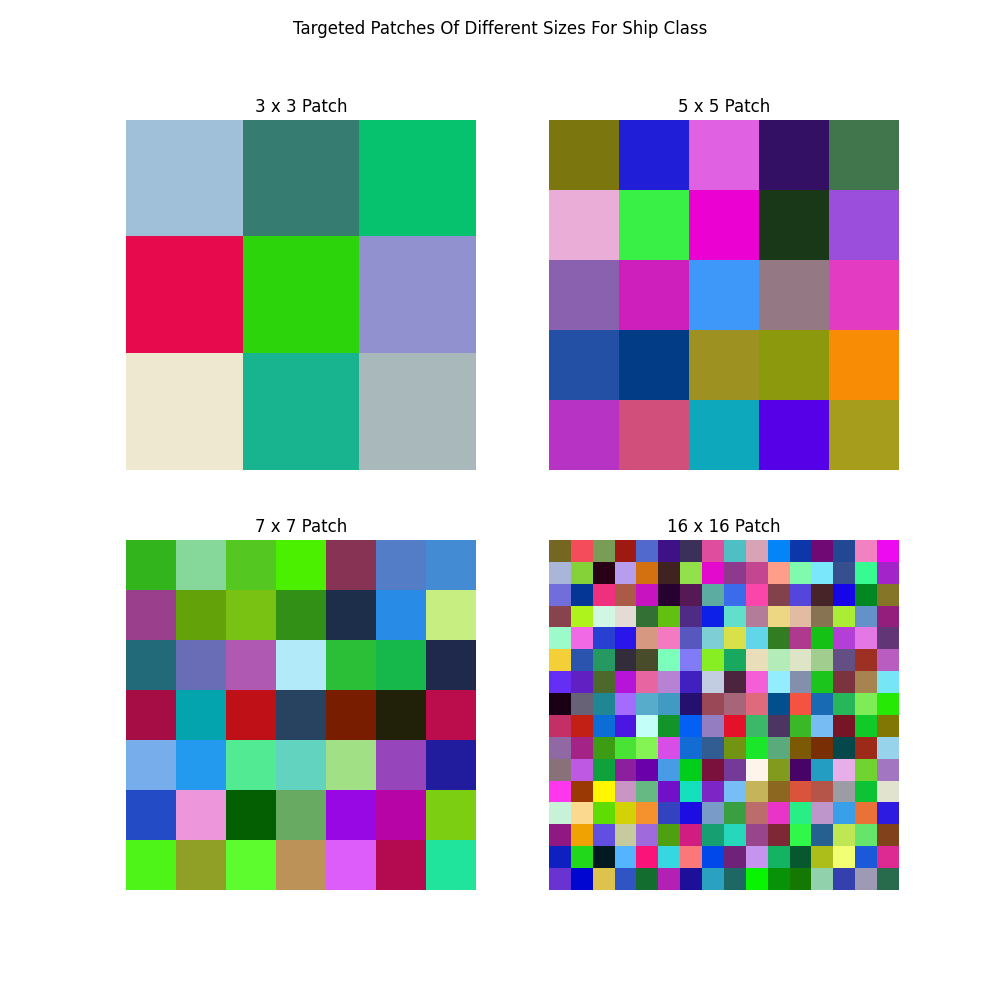 Targeted Patches Of Different Sizes For Ship Class
3 x 3 Patch
5 x 5 Patch
7 x 7 Patch
16 x 16 Patch